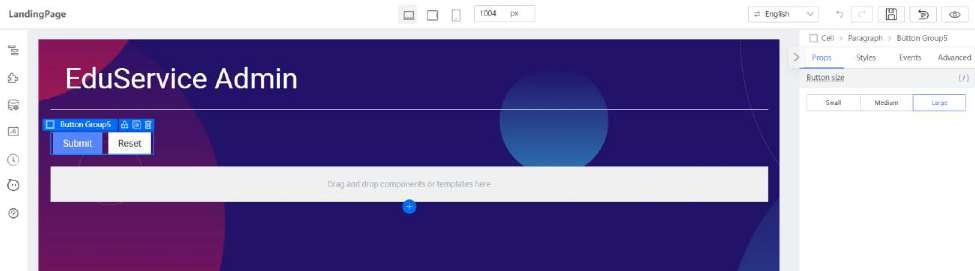 LandingPage
1004 px
English
Cell > Paragraph > Button Group5
Props Styles Events Advanced
Button size
{/}
Small Medium Large
EduService Admin
Button Group5
Submit Reset
Drag and drop components or templates here